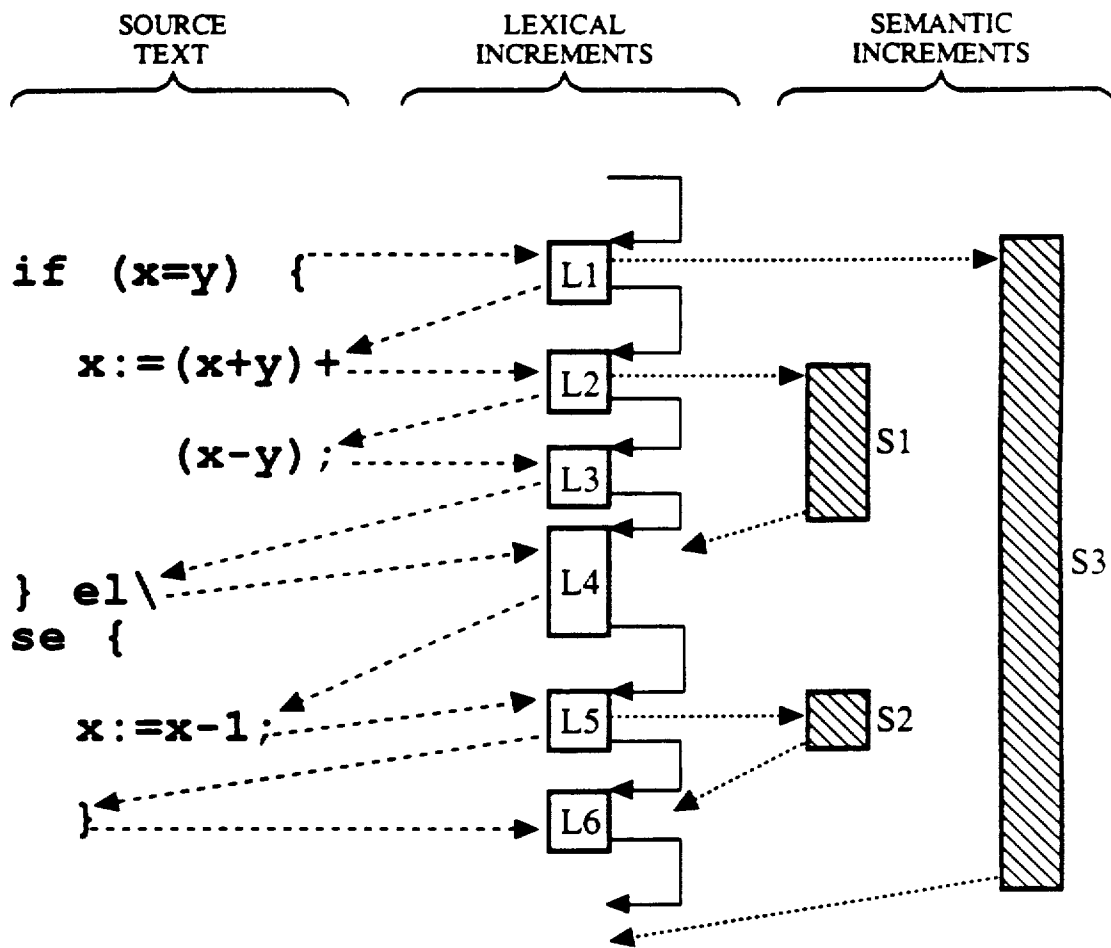 SOURCE
TEXT
LEXICAL
INCREMENTS
SEMANTIC
INCREMENTS
if (x=y) {
L1
x:=(x+y)+
L2
(x-y);
S1
L3
S3
} el\
L4
se {
x:=x-1;
L5
S2
}
L6